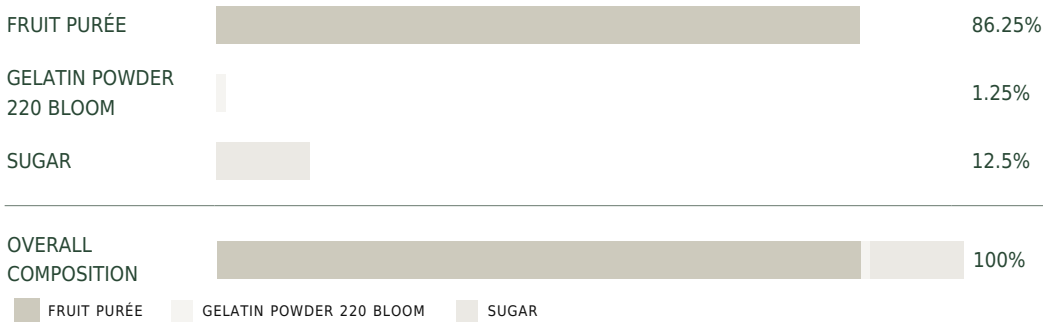 FRUIT PURÉE 86.25%
GELATIN POWDER
220 BLOOM 1.25%
SUGAR 12.5%
OVERALL
COMPOSITION 100%
FRUIT PURÉE GELATIN POWDER 220 BLOOM SUGAR